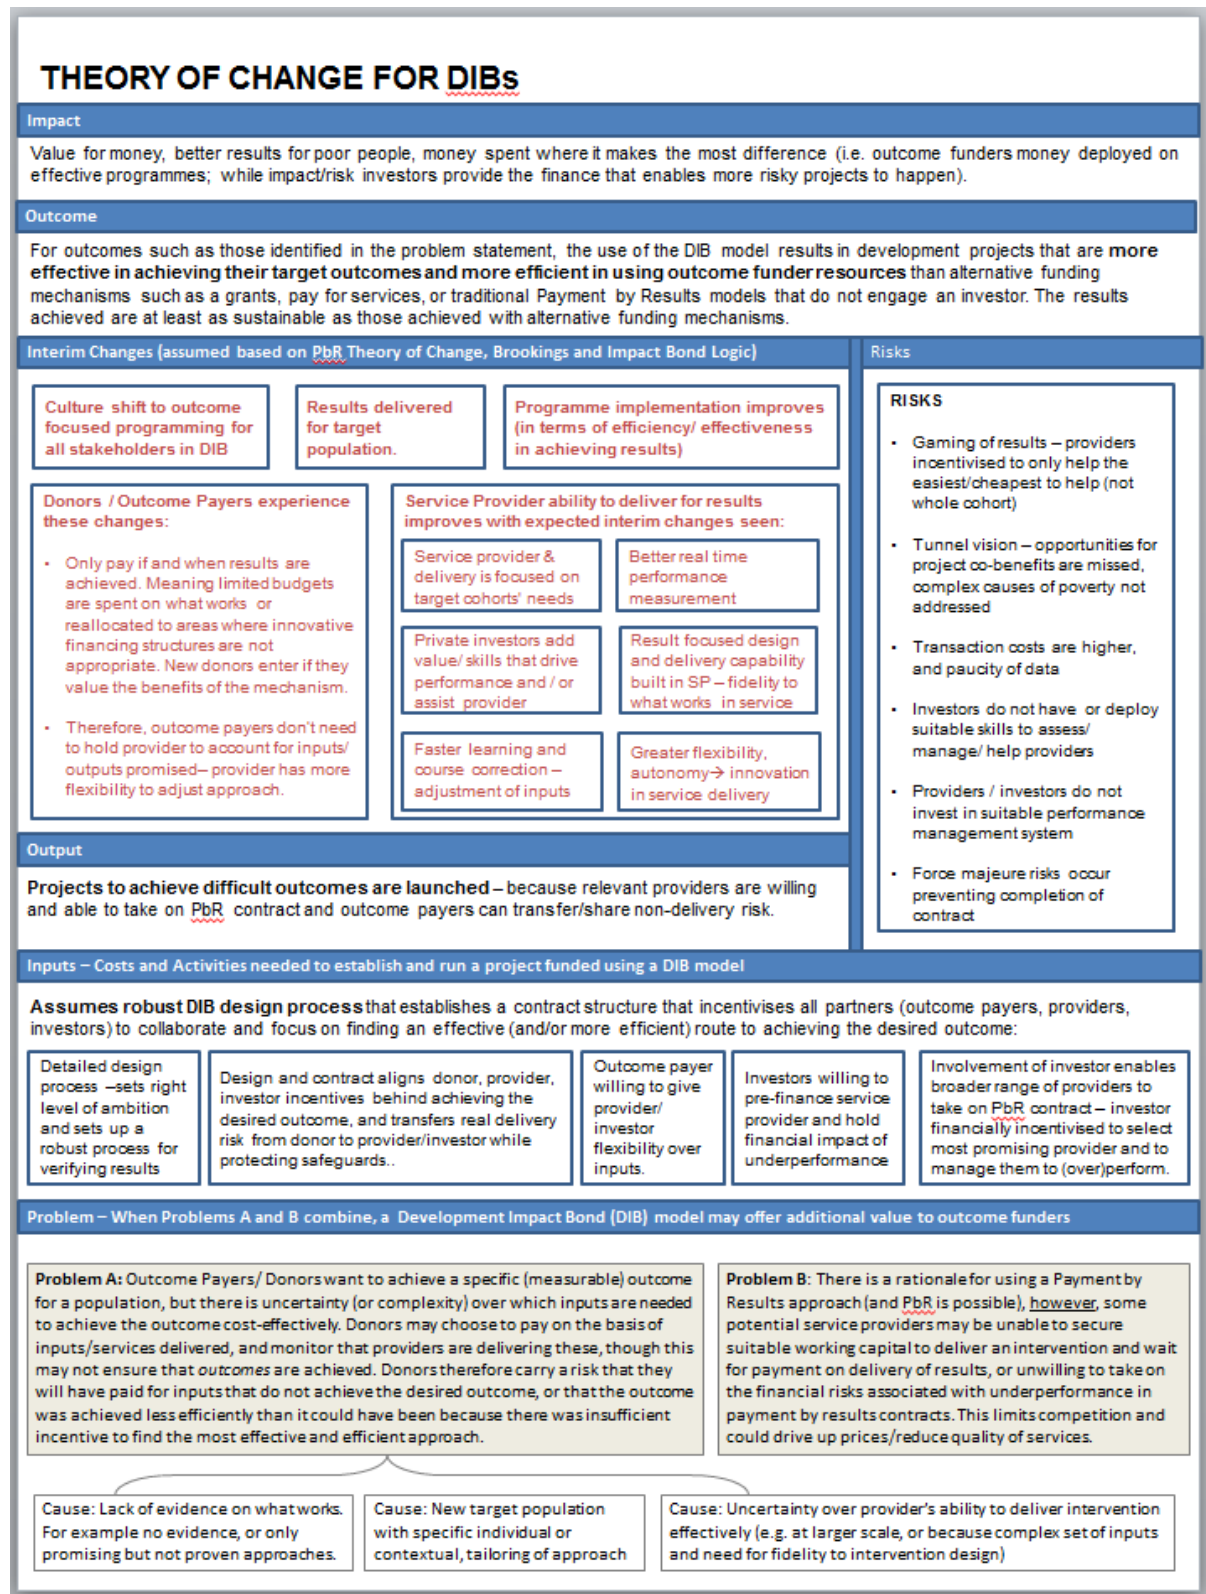 THEORY OF CHANGE FOR DIBs
Impact
Value for money, better results for poor people, money spent where it makes the most difference (i.e. outcome funders money deployed on
effective programmes; while impact/risk investors provide the finance that enables more risky projects to happen).
Outcome
For outcomes such as those identified in the problem statement, the use of the DIB model results in development projects that are more
effective in achieving their target outcomes and more efficient in using outcome funder resources than alternative funding
mechanisms such as a grants, pay for services, or traditional Payment by Results models that do not engage an investor. The results
achieved are at least as sustainable as those achieved with alternative funding mechanisms.
Interim Changes (assumed based on PbR Theory of Change, Brookings and Impact Bond Logic)
Culture shift to outcome
focused programming for
all stakeholders in DIB
Results delivered
for target
population.
Programme implementation improves
(in terms of efficiency/ effectiveness
in achieving results)
Donors / Outcome Payers experience
these changes:
• Only pay if and when results are
achieved. Meaning limited budgets
are spent on what works or
reallocated to areas where innovative
financing structures are not
appropriate. New donors enter if they
value the benefits of the mechanism.
• Therefore, outcome payers don't need
to hold provider to account for inputs/
outputs promised– provider has more
flexibility to adjust approach.
Service Provider ability to deliver for results
improves with expected interim changes seen:
Service provider &
delivery is focused on
target cohorts' needs
Better real time
performance
measurement
Private investors add
value/ skills that drive
performance and / or
assist provider
Result focused design
and delivery capability
built in SP – fidelity to
what works in service
Faster learning and
course correction –
adjustment of inputs
Greater flexibility,
autonomy→ innovation
in service delivery
Risks
RISKS
• Gaming of results – providers
incentivised to only help the
easiest/cheapest to help (not
whole cohort)
• Tunnel vision – opportunities for
project co-benefits are missed,
complex causes of poverty not
addressed
• Transaction costs are higher,
and paucity of data
• Investors do not have or deploy
suitable skills to assess/
manage/ help providers
• Providers / investors do not
invest in suitable performance
management system
• Force majeure risks occur
preventing completion of
contract
Output
Projects to achieve difficult outcomes are launched – because relevant providers are willing
and able to take on PbR contract and outcome payers can transfer/share non-delivery risk.
Inputs – Costs and Activities needed to establish and run a project funded using a DIB model
Assumes robust DIB design process that establishes a contract structure that incentivises all partners (outcome payers, providers,
investors) to collaborate and focus on finding an effective (and/or more efficient) route to achieving the desired outcome:
Detailed design
process –sets right
level of ambition
and sets up a
robust process for
verifying results
Design and contract aligns donor, provider,
investor incentives behind achieving the
desired outcome, and transfers real delivery
risk from donor to provider/investor while
protecting safeguards..
Outcome payer
willing to give
provider/
investor
flexibility over
inputs.
Investors willing to
pre-finance service
provider and hold
financial impact of
underperformance
Involvement of investor enables
broader range of providers to
take on PbR contract – investor
financially incentivised to select
most promising provider and to
manage them to (over)perform.
Problem – When Problems A and B combine, a Development Impact Bond (DIB) model may offer additional value to outcome funders
Problem A: Outcome Payers/ Donors want to achieve a specific (measurable) outcome
for a population, but there is uncertainty (or complexity) over which inputs are needed
to achieve the outcome cost-effectively. Donors may choose to pay on the basis of
inputs/services delivered, and monitor that providers are delivering these, though this
may not ensure that outcomes are achieved. Donors therefore carry a risk that they
will have paid for inputs that do not achieve the desired outcome, or that the outcome
was achieved less efficiently than it could have been because there was insufficient
incentive to find the most effective and efficient approach.
Problem B: There is a rationale for using a Payment by
Results approach (and PbR is possible), however, some
potential service providers may be unable to secure
suitable working capital to deliver an intervention and wait
for payment on delivery of results, or unwilling to take on
the financial risks associated with underperformance in
payment by results contracts. This limits competition and
could drive up prices/reduce quality of services.
Cause: Lack of evidence on what works.
For example no evidence, or only
promising but not proven approaches.
Cause: New target population
with specific individual or
contextual, tailoring of approach
Cause: Uncertainty over provider's ability to deliver intervention
effectively (e.g. at larger scale, or because complex set of inputs
and need for fidelity to intervention design)